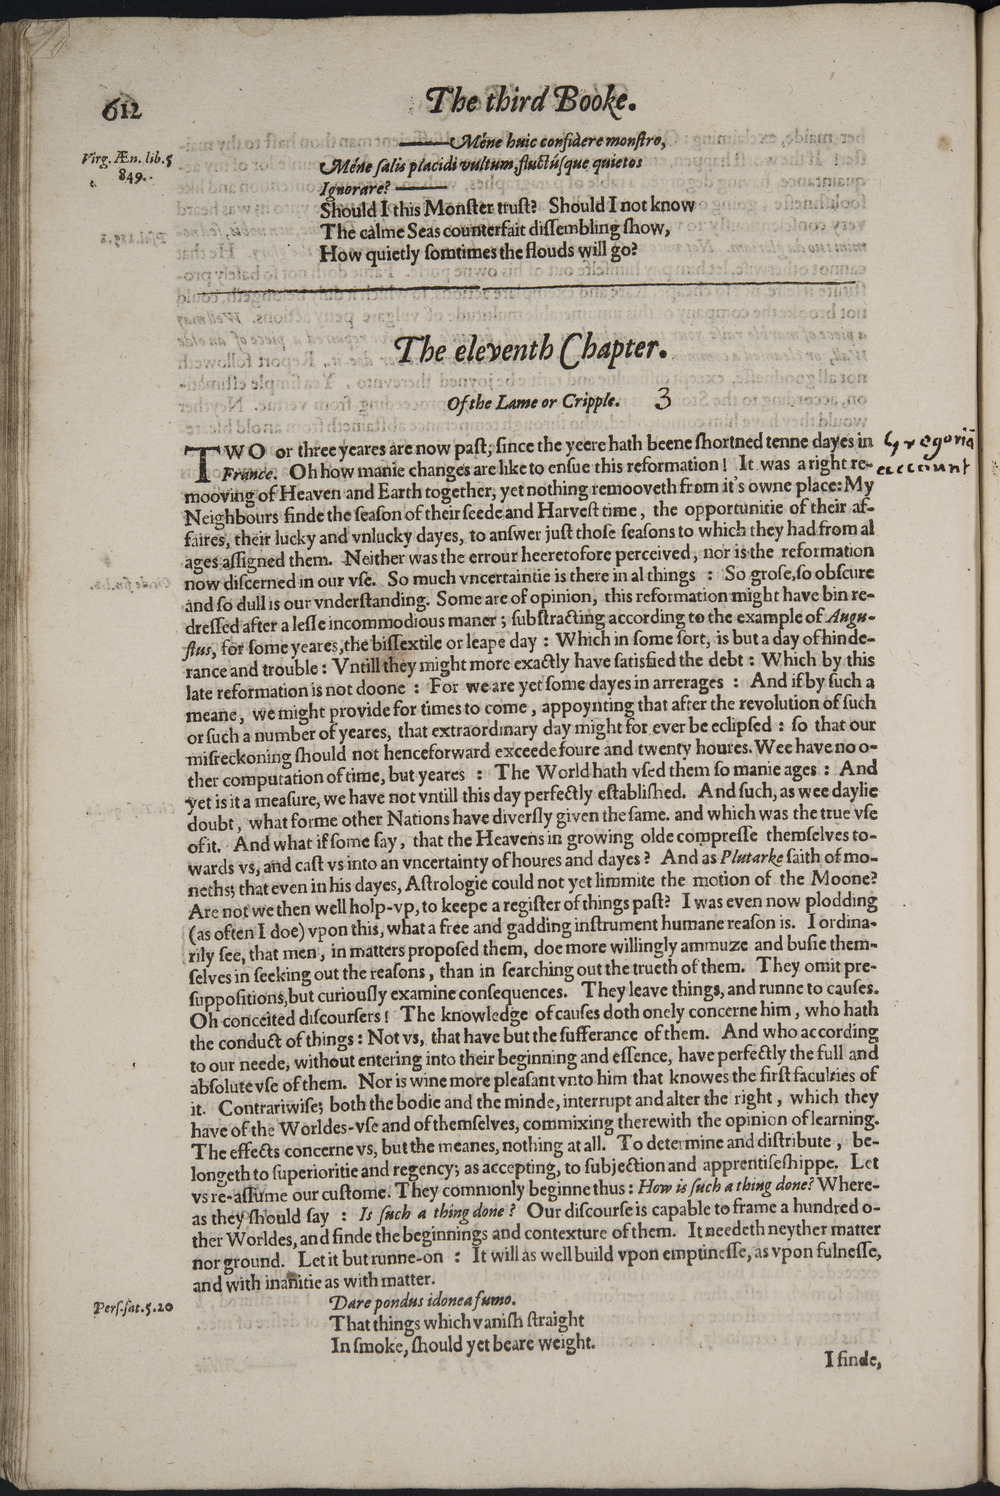 612
The third Booke.
Virg. Æn. lib. 5
849.
——Méne huic confidere monſtro,
Méne ſalis placidi vultum, fluctúſque quietos
Ignorare? ——
Should I this Monſter truſt? Should I not know
The calme Seas counterfait diſſembling ſhow,
How quietly ſomtimes the flouds will go?
The eleventh Chapter.
Of the Lame or Cripple. 3
TWO or three yeares are now paſt, ſince the yeere hath beene ſhortned tenne dayes in
France. Oh how manie changes are like to enſue this reformation! It was a right re-
mooving of Heaven and Earth together, yet nothing remooveth from it's owne place: My
Neighbours finde the ſeaſon of their ſeede and Harveſt time, the opportunitie of their af-
faires, their lucky and vnlucky dayes, to anſwer juſt thoſe ſeaſons to which they had from al
ages aſſigned them. Neither was the errour heeretofore perceived, nor is the reformation
now diſcerned in our vſe. So much vncertaintie is there in al things : So groſe, ſo obſcure
and ſo dull is our vnderſtanding. Some are of opinion, this reformation might have bin re-
dreſſed after a leſſe incommodious maner; ſubſtracting according to the example of Augu-
ſtus, for ſome yeares, the biſſextile or leape day : Which in ſome ſort, is but a day of hinde-
rance and trouble : Vntill they might more exactly have ſatisfied the debt : Which by this
late reformation is not doone : For we are yet ſome dayes in arrerages : And if by ſuch a
meane, we might provide for times to come, appoynting that after the revolution of ſuch
or ſuch a number of yeares, that extraordinary day might for ever be eclipſed : ſo that our
miſreckoning ſhould not henceforward exceede foure and twenty houres. Wee have no o-
ther computation of time, but yeares : The World hath vſed them ſo manie ages : And
yet is it a meaſure, we have not vntill this day perfectly eſtabliſhed. And ſuch, as wee daylie
doubt, what forme other Nations have diverſly given the ſame. and which was the true vſe
of it. And what if ſome ſay, that the Heavens in growing olde compreſſe themſelves to-
wards vs, and caſt vs into an vncertainty of houres and dayes? And as Plutarke ſaith of mo-
neths; that even in his dayes, Aſtrologie could not yet limmite the motion of the Moone?
Are not we then well holp-vp, to keepe a regiſter of things paſt? I was even now plodding
(as often I doe) vpon this, what a free and gadding inſtrument humane reaſon is. I ordina-
rily ſee, that men, in matters propoſed them, doe more willingly ammuze and buſie them-
ſelves in ſeeking out the reaſons, than in ſearching out the trueth of them. They omit pre-
ſuppoſitions, but curiouſly examine conſequences. They leave things, and runne to cauſes.
Oh conceited diſcourſers! The knowledge of cauſes doth onely concerne him, who hath
the conduct of things : Not vs, that have but the ſufferance of them. And who according
to our neede, without entering into their beginning and eſſence, have perfectly the full and
abſolute vſe of them. Nor is wine more pleaſant vnto him that knowes the firſt faculties of
it. Contrariwiſe; both the bodie and the minde, interrupt and alter the right, which they
have of the Worldes-vſe and of themſelves, commixing therewith the opinion of learning.
The effects concerne vs, but the meanes, nothing at all. To determine and diſtribute, be-
longeth to ſuperioritie and regency; as accepting, to ſubjection and apprentiſeſhippe. Let
vs re-aſſume our cuſtome. They commonly beginne thus : How is ſuch a thing done? Where-
as they ſhould ſay : Is ſuch a thing done? Our diſcourſe is capable to frame a hundred o-
ther Worldes, and finde the beginnings and contexture of them. It needeth neyther matter
nor ground. Let it but runne-on : It will as well build vpon emptineſſe, as vpon fulneſſe,
and with inanitie as with matter.
Gregoriā
account
Perſ. ſat. 5. 20
Dare pondus idonea fumo.
That things which vaniſh ſtraight
In ſmoke, ſhould yet beare weight.
I finde,